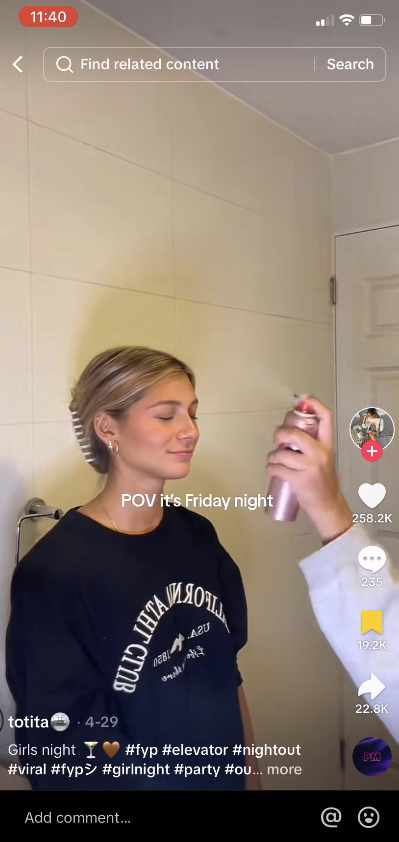 11:40
Find related content
Search
POV it's Friday night
258.2K
235
19.2K
22.8K
CALIFORNIA ATHL CLUB
USA 1850
totita · 4-29
Girls night 🍸🤎 #fyp #elevator #nightout
#viral #fypシ #girlnight #party #ou... more
PM
Add comment...
@